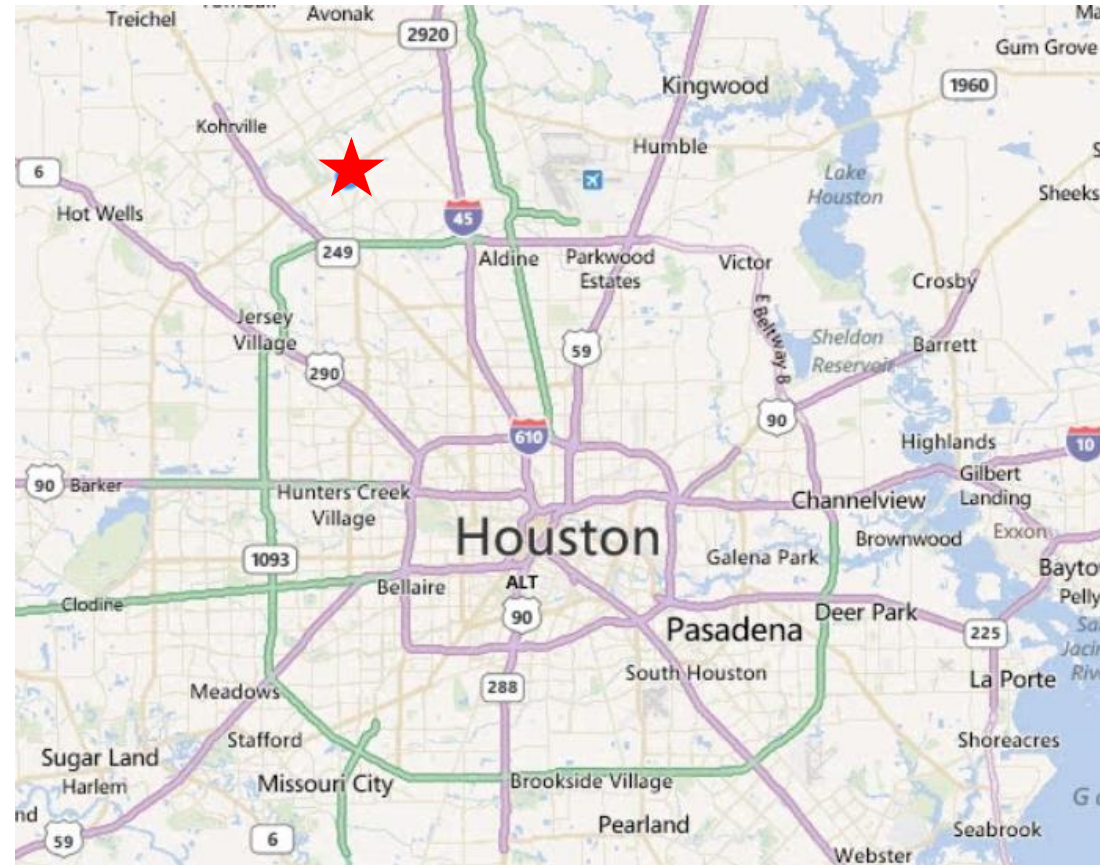 Treichel
Avonak
2920
Gum Grove
Kingwood
1960
Kohrville
Humble
6
Lake
Houston
Sheeks
Hot Wells
45
249
Aldine
Parkwood
Estates
Victor
Crosby
E Beltway 8
Jersey
Village
Sheldon
Reservoir
Barrett
59
290
90
610
Highlands
10
90
Barker
Hunters Creek
Village
Gilbert
Landing
Channelview
Houston
Exxon
Brownwood
1093
Galena Park
ALT
90
Bellaire
Clodine
Pelly
Deer Park
Pasadena
225
South Houston
288
La Porte
Meadows
Stafford
Shoreacres
Sugar Land
Harlem
Missouri City
Brookside Village
59
6
Pearland
Seabrook
Webster